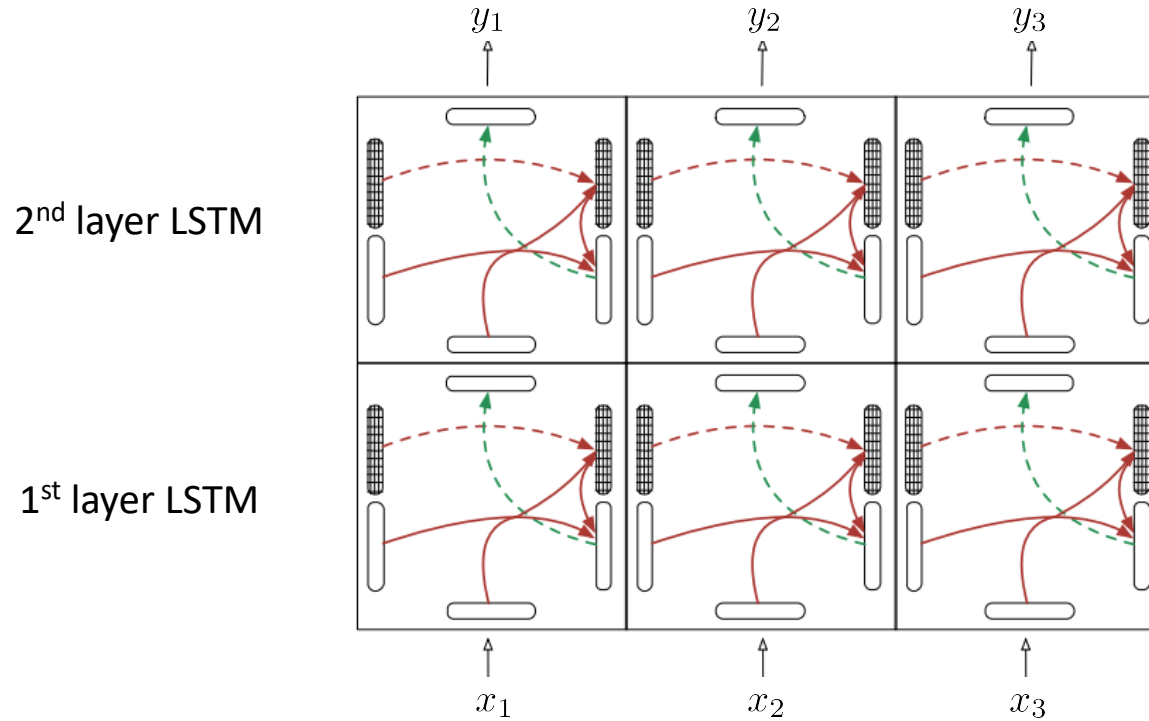 y₁ y₂ y₃
2ⁿᵈ layer LSTM
1ˢᵗ layer LSTM
x₁ x₂ x₃